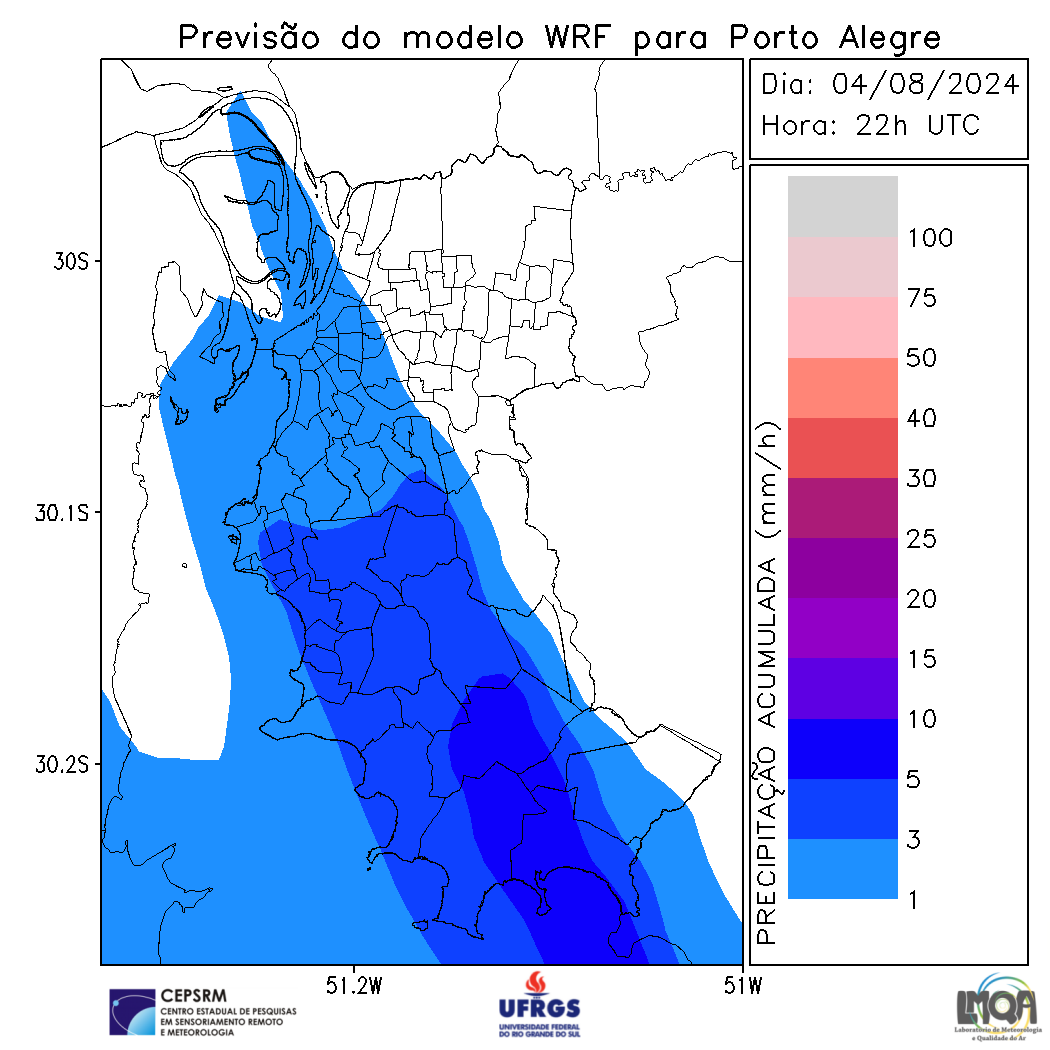 Previsão do modelo WRF para Porto Alegre
Dia: 04/08/2024
Hora: 22h UTC
30S
30.1S
30.2S
51.2W
51W
PRECIPITAÇÃO ACUMULADA (mm/h)
100
75
50
40
30
25
20
15
10
5
3
1
CEPSRM
CENTRO ESTADUAL DE PESQUISAS
EM SENSORIAMENTO REMOTO
E METEOROLOGIA
UFRGS
UNIVERSIDADE FEDERAL
DO RIO GRANDE DO SUL
LMQA
Laboratório de Meteorologia
e Qualidade do Ar